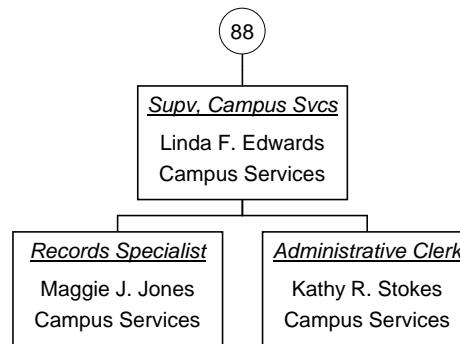 88
Supv, Campus Svcs
Linda F. Edwards
Campus Services
Records Specialist
Maggie J. Jones
Campus Services
Administrative Clerk
Kathy R. Stokes
Campus Services